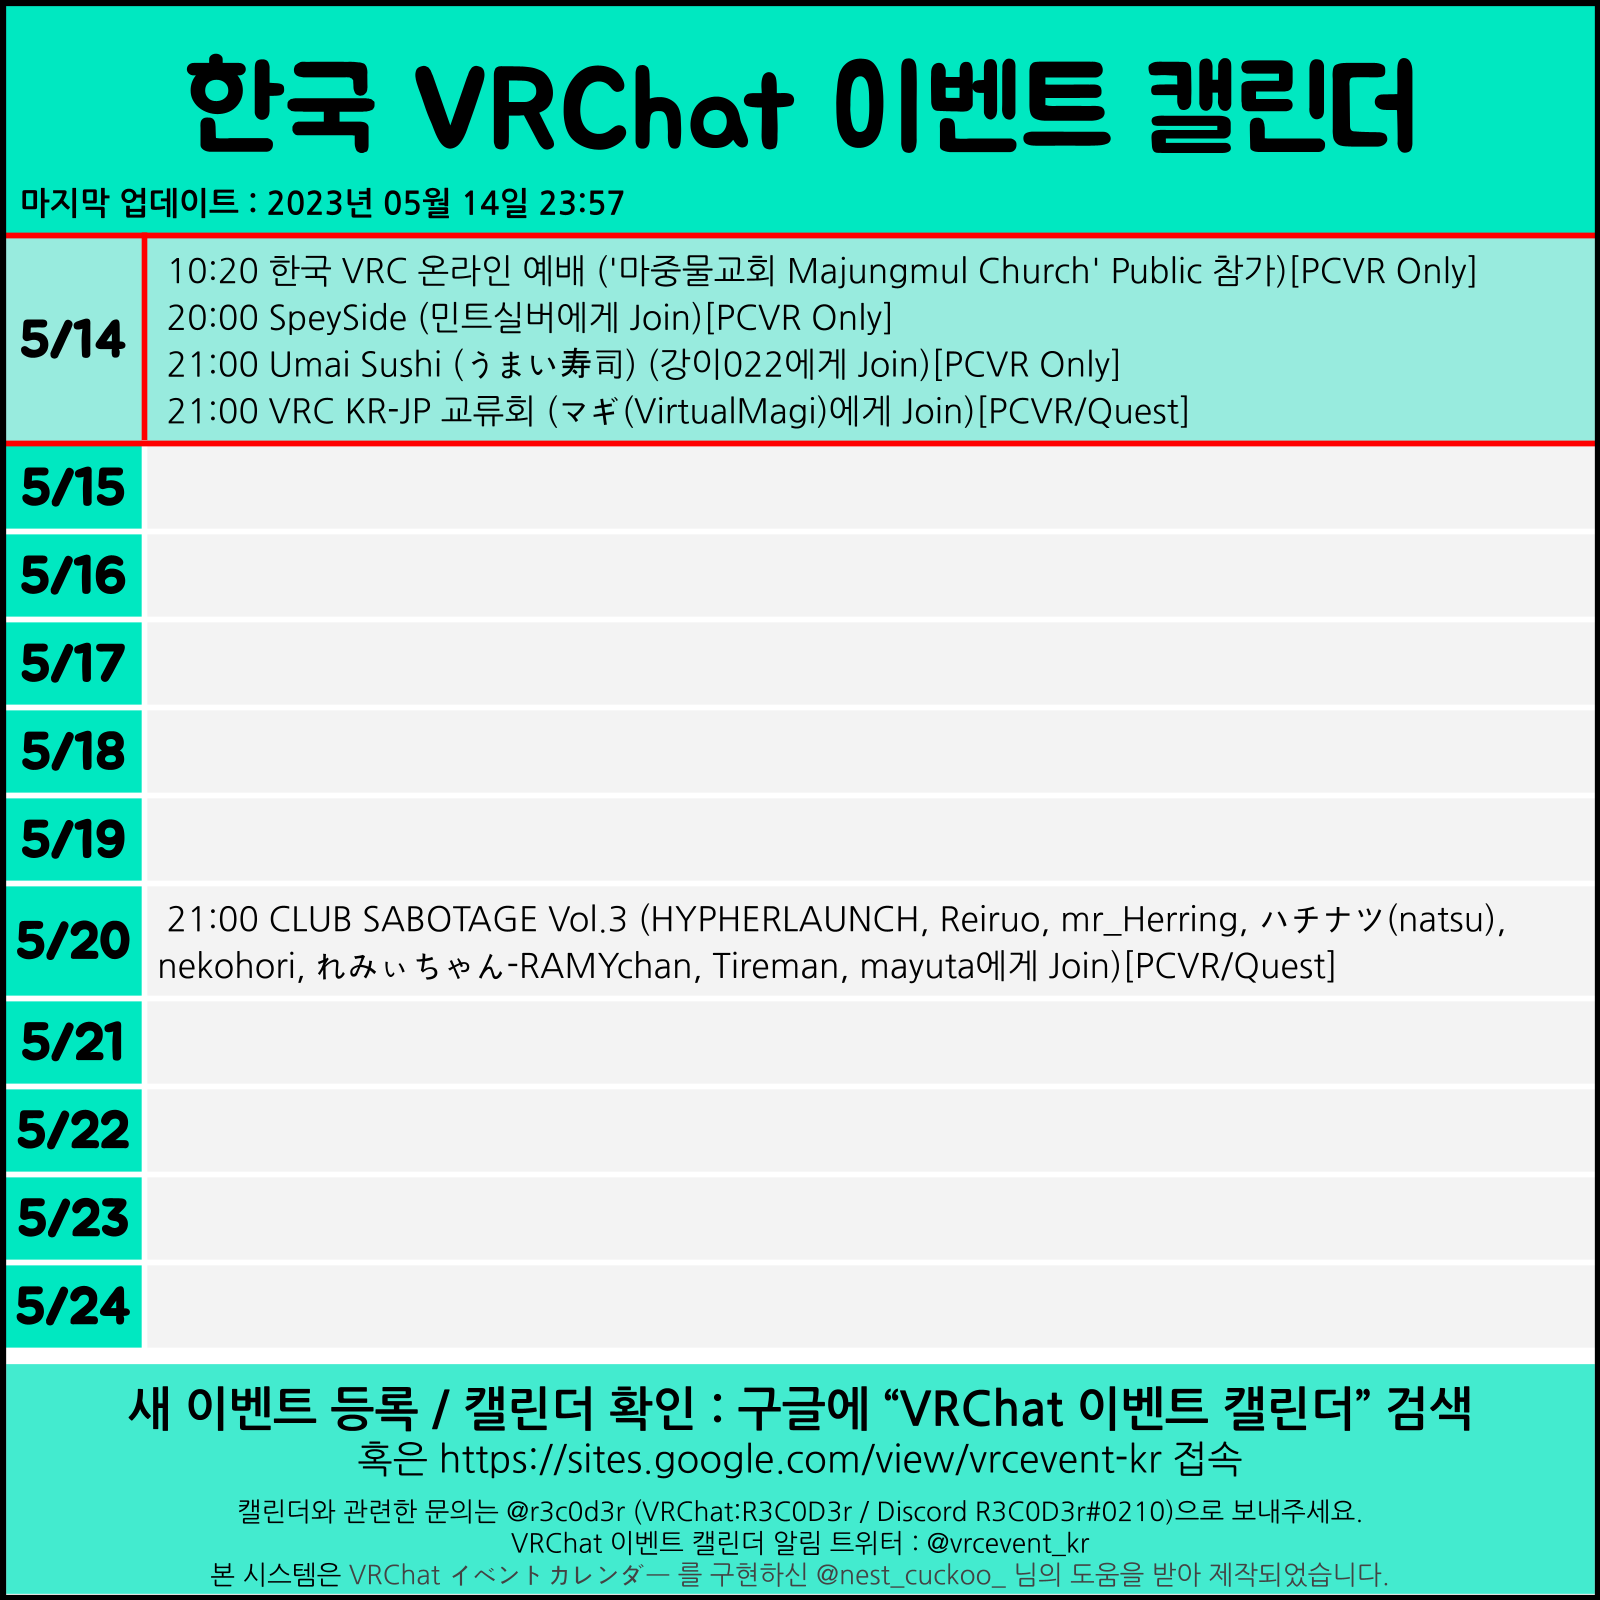 한국 VRChat 이벤트 캘린더
마지막 업데이트 : 2023년 05월 14일 23:57
5/14
10:20 한국 VRC 온라인 예배 ('마중물교회 Majungmul Church' Public 참가)[PCVR Only]
20:00 SpeySide (민트실버에게 Join)[PCVR Only]
21:00 Umai Sushi (うまい寿司) (강이022에게 Join)[PCVR Only]
21:00 VRC KR-JP 교류회 (マギ(VirtualMagi)에게 Join)[PCVR/Quest]
5/15
5/16
5/17
5/18
5/19
5/20
21:00 CLUB SABOTAGE Vol.3 (HYPHERLAUNCH, Reiruo, mr_Herring, ハチナツ(natsu),
nekohori, れみぃちゃん-RAMYchan, Tireman, mayuta에게 Join)[PCVR/Quest]
5/21
5/22
5/23
5/24
새 이벤트 등록 / 캘린더 확인 : 구글에 “VRChat 이벤트 캘린더” 검색
혹은 https://sites.google.com/view/vrcevent-kr 접속
캘린더와 관련한 문의는 @r3c0d3r (VRChat:R3C0D3r / Discord R3C0D3r#0210)으로 보내주세요.
VRChat 이벤트 캘린더 알림 트위터 : @vrcevent_kr
본 시스템은 VRChat イベントカレンダー 를 구현하신 @nest_cuckoo_ 님의 도움을 받아 제작되었습니다.